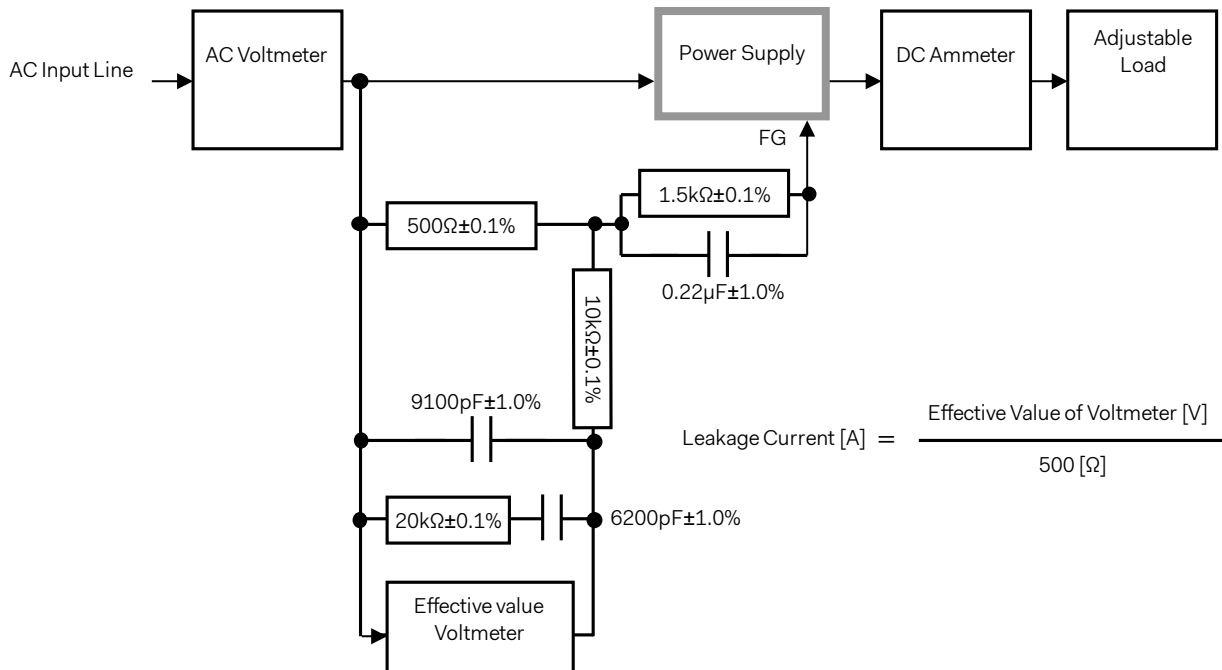 AC Input Line
AC Voltmeter
Power Supply
DC Ammeter
Adjustable
Load
FG
1.5kΩ±0.1%
500Ω±0.1%
0.22µF±1.0%
10kΩ±0.1%
9100pF±1.0%
Leakage Current [A] =
Effective Value of Voltmeter [V]
500 [Ω]
20kΩ±0.1%
6200pF±1.0%
Effective value
Voltmeter